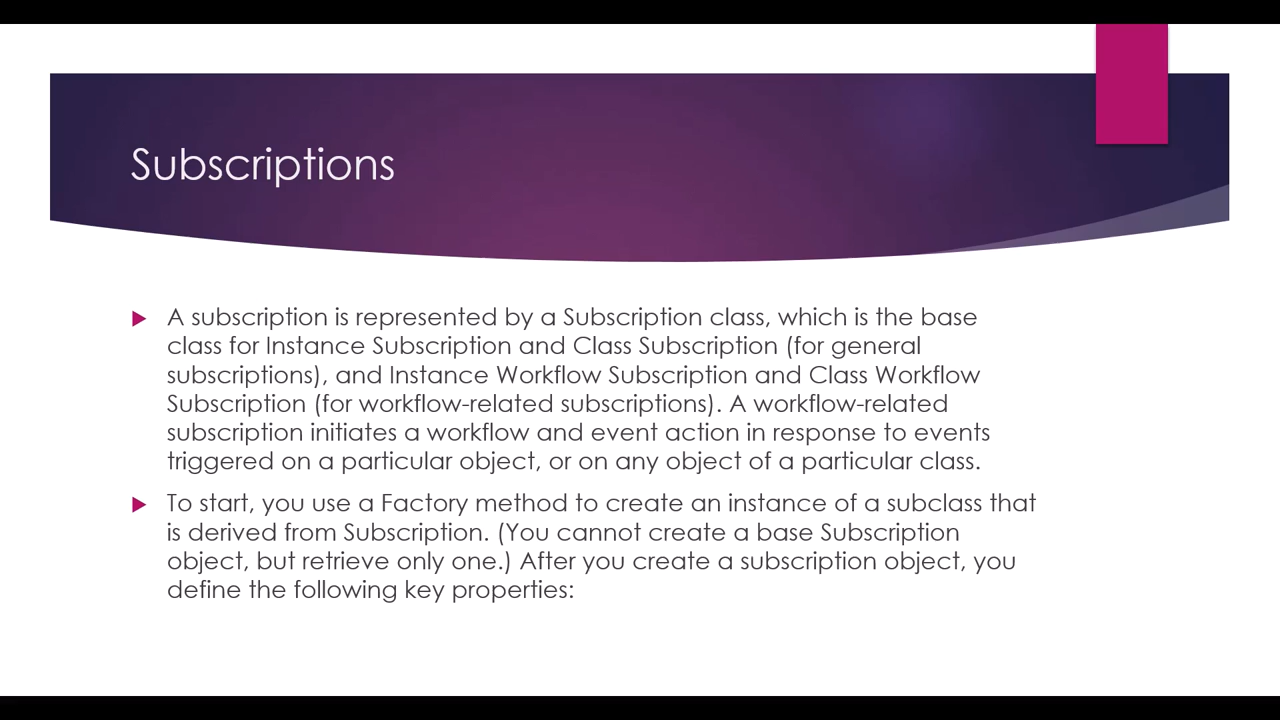 Subscriptions
A subscription is represented by a Subscription class, which is the base
class for Instance Subscription and Class Subscription (for general
subscriptions), and Instance Workflow Subscription and Class Workflow
Subscription (for workflow-related subscriptions). A workflow-related
subscription initiates a workflow and event action in response to events
triggered on a particular object, or on any object of a particular class.
To start, you use a Factory method to create an instance of a subclass that
is derived from Subscription. (You cannot create a base Subscription
object, but retrieve only one.) After you create a subscription object, you
define the following key properties: